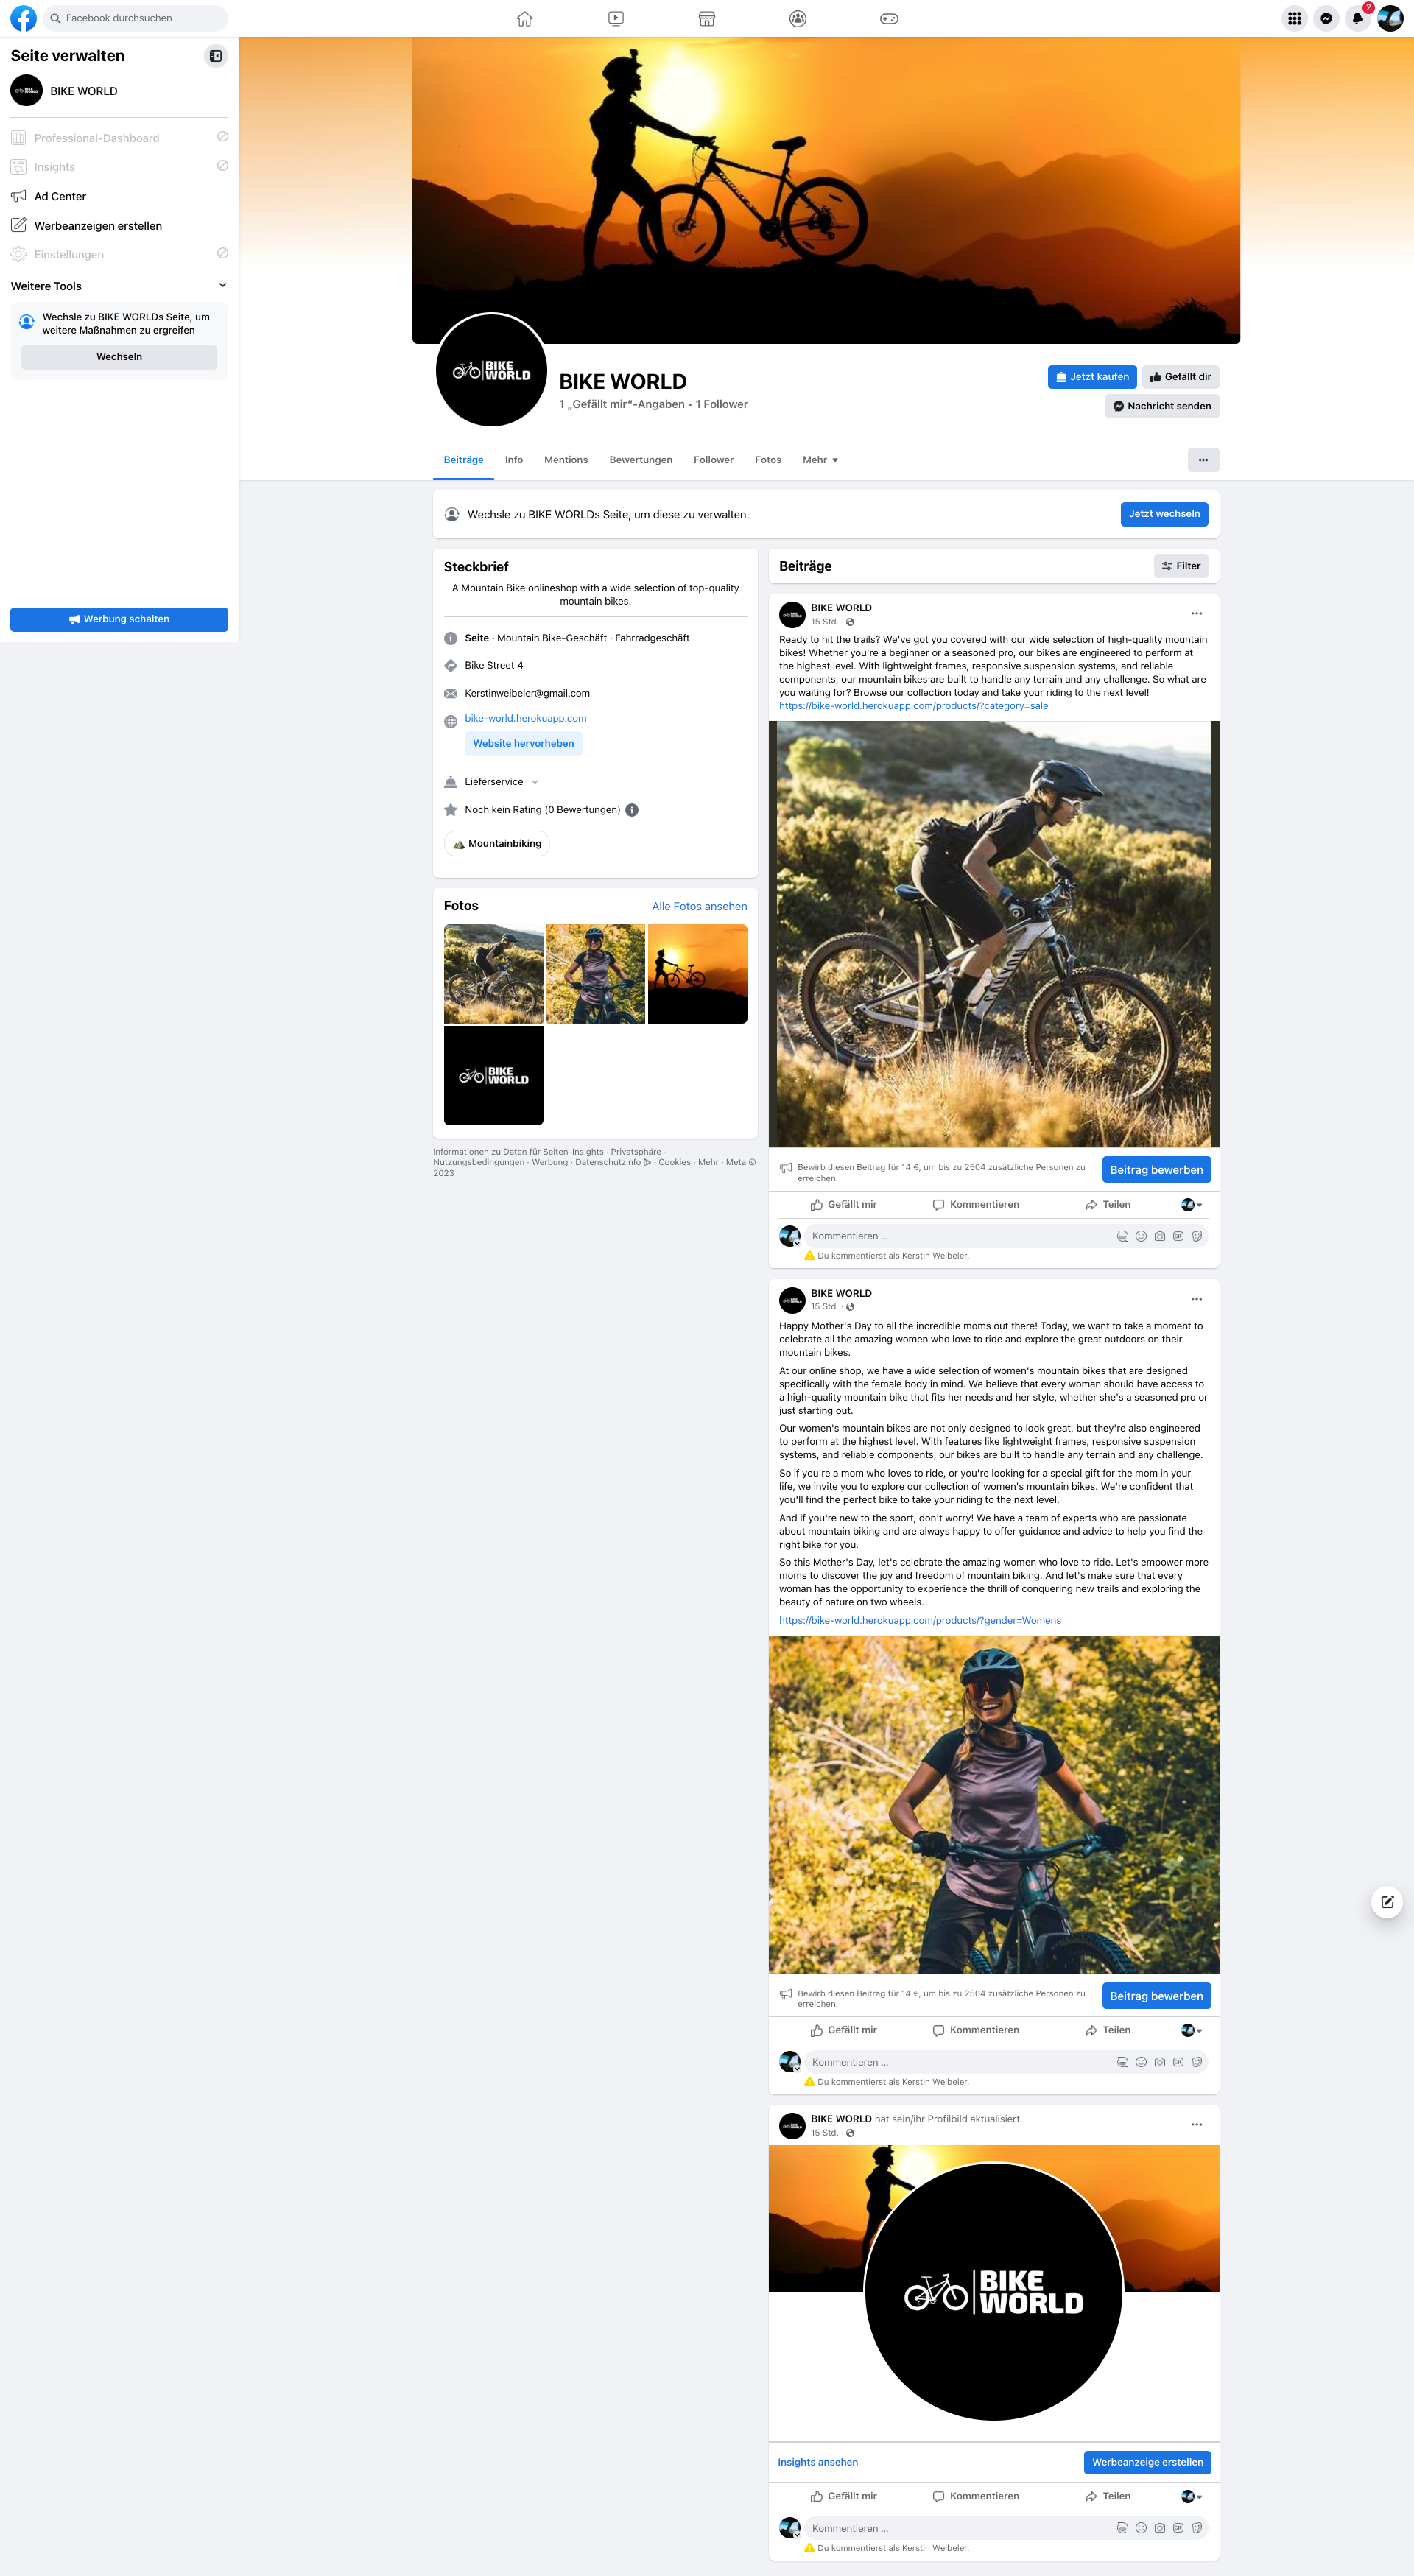 Facebook durchsuchen
2
Seite verwalten
BIKE WORLD
Professional-Dashboard
Insights
Ad Center
Werbeanzeigen erstellen
Einstellungen
Weitere Tools
Wechsle zu BIKE WORLDs Seite, um
weitere Maßnahmen zu ergreifen
Wechseln
Werbung schalten
BIKE
WORLD
BIKE WORLD
1 „Gefällt mir“-Angaben • 1 Follower
Jetzt kaufen
Gefällt dir
Nachricht senden
Beiträge Info Mentions Bewertungen Follower Fotos Mehr
Wechsle zu BIKE WORLDs Seite, um diese zu verwalten.
Jetzt wechseln
Steckbrief
A Mountain Bike onlineshop with a wide selection of top-quality
mountain bikes.
Seite · Mountain Bike-Geschäft · Fahrradgeschäft
Bike Street 4
Kerstinweibeler@gmail.com
bike-world.herokuapp.com
Website hervorheben
Lieferservice
Noch kein Rating (0 Bewertungen)
Mountainbiking
Fotos
Alle Fotos ansehen
BIKE
WORLD
Informationen zu Daten für Seiten-Insights · Privatsphäre ·
Nutzungsbedingungen · Werbung · Datenschutzinfo · Cookies · Mehr · Meta ©
2023
Beiträge
Filter
BIKE WORLD
15 Std. ·
Ready to hit the trails? We've got you covered with our wide selection of high-quality mountain
bikes! Whether you're a beginner or a seasoned pro, our bikes are engineered to perform at
the highest level. With lightweight frames, responsive suspension systems, and reliable
components, our mountain bikes are built to handle any terrain and any challenge. So what are
you waiting for? Browse our collection today and take your riding to the next level!
https://bike-world.herokuapp.com/products/?category=sale
Bewirb diesen Beitrag für 14 €, um bis zu 2504 zusätzliche Personen zu
erreichen.
Beitrag bewerben
Gefällt mir Kommentieren Teilen
Kommentieren ...
Du kommentierst als Kerstin Weibeler.
BIKE WORLD
15 Std. ·
Happy Mother's Day to all the incredible moms out there! Today, we want to take a moment to
celebrate all the amazing women who love to ride and explore the great outdoors on their
mountain bikes.
At our online shop, we have a wide selection of women's mountain bikes that are designed
specifically with the female body in mind. We believe that every woman should have access to
a high-quality mountain bike that fits her needs and her style, whether she's a seasoned pro or
just starting out.
Our women's mountain bikes are not only designed to look great, but they're also engineered
to perform at the highest level. With features like lightweight frames, responsive suspension
systems, and reliable components, our bikes are built to handle any terrain and any challenge.
So if you're a mom who loves to ride, or you're looking for a special gift for the mom in your
life, we invite you to explore our collection of women's mountain bikes. We're confident that
you'll find the perfect bike to take your riding to the next level.
And if you're new to the sport, don't worry! We have a team of experts who are passionate
about mountain biking and are always happy to offer guidance and advice to help you find the
right bike for you.
So this Mother's Day, let's celebrate the amazing women who love to ride. Let's empower more
moms to discover the joy and freedom of mountain biking. And let's make sure that every
woman has the opportunity to experience the thrill of conquering new trails and exploring the
beauty of nature on two wheels.
https://bike-world.herokuapp.com/products/?gender=Womens
Bewirb diesen Beitrag für 14 €, um bis zu 2504 zusätzliche Personen zu
erreichen.
Beitrag bewerben
Gefällt mir Kommentieren Teilen
Kommentieren ...
Du kommentierst als Kerstin Weibeler.
BIKE WORLD hat sein/ihr Profilbild aktualisiert.
15 Std. ·
BIKE
WORLD
Insights ansehen
Werbeanzeige erstellen
Gefällt mir Kommentieren Teilen
Kommentieren ...
Du kommentierst als Kerstin Weibeler.